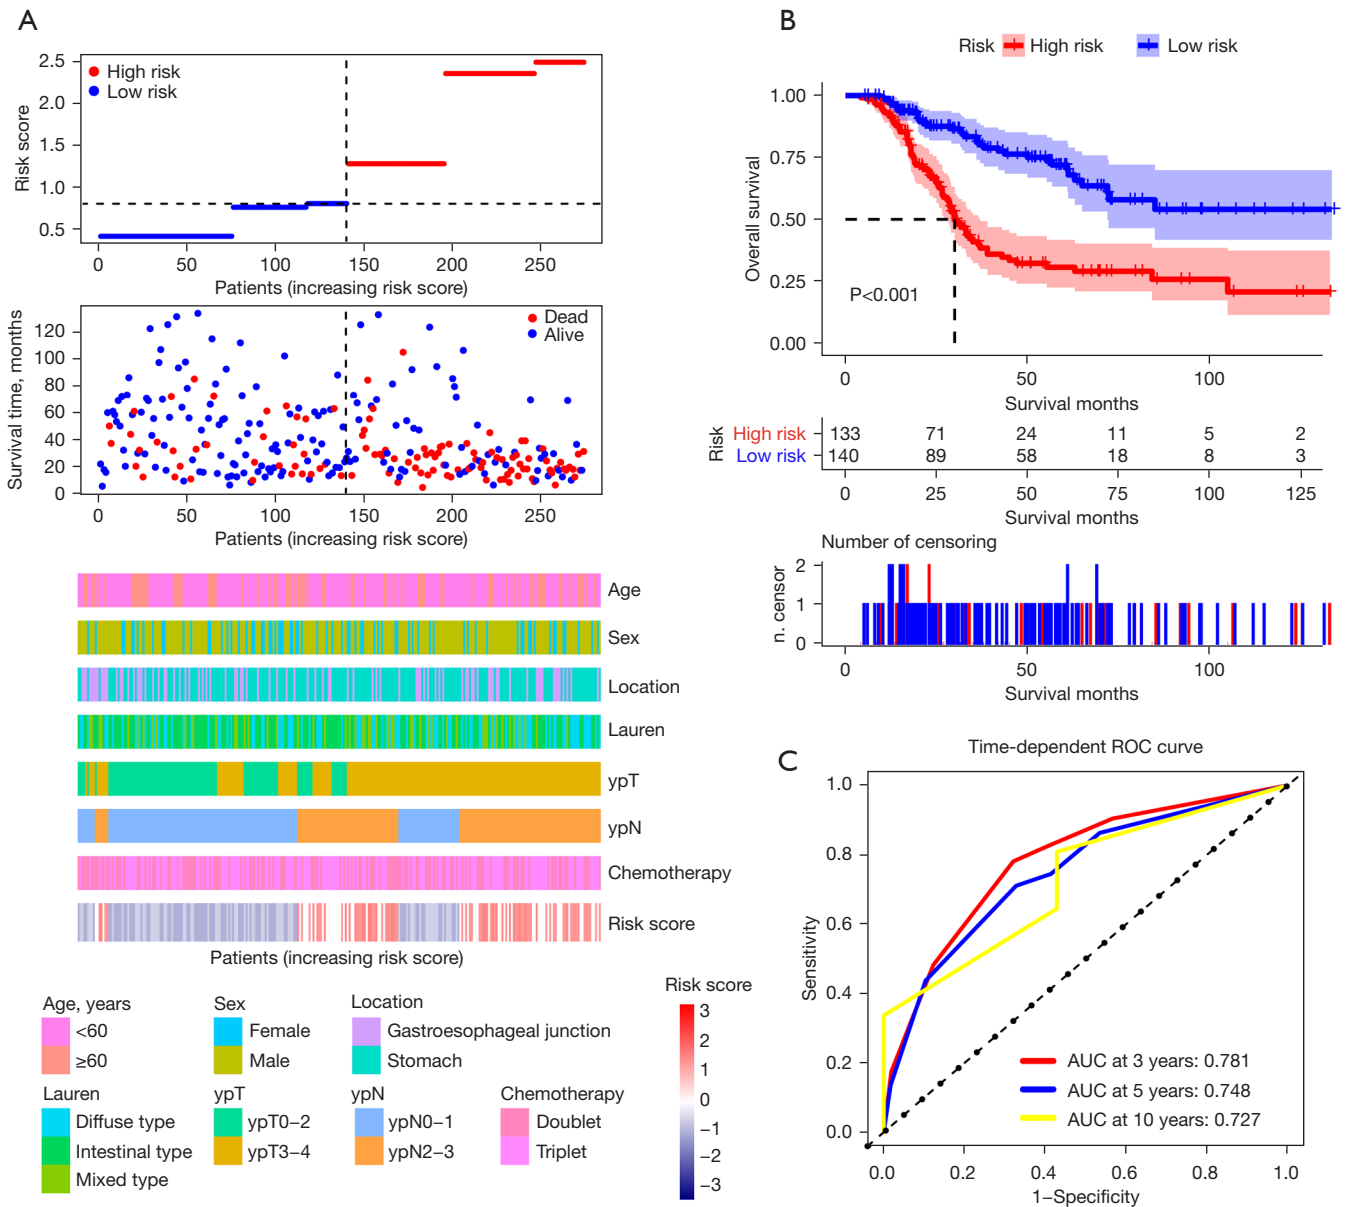 A
2.5
2.0
1.5
1.0
0.5
Risk score
High risk
Low risk
0 50 100 150 200 250
Patients (increasing risk score)
120
100
80
60
40
20
0
Survival time, months
Dead
Alive
0 50 100 150 200 250
Patients (increasing risk score)
Age
Sex
Location
Lauren
ypT
ypN
Chemotherapy
Risk score
Patients (increasing risk score)
Age, years
<60
≥60
Sex
Female
Male
Location
Gastroesophageal junction
Stomach
Lauren
Diffuse type
Intestinal type
Mixed type
ypT
ypT0−2
ypT3−4
ypN
ypN0−1
ypN2−3
Chemotherapy
Doublet
Triplet
Risk score
3
2
1
0
−1
−2
−3
B
Risk High risk Low risk
1.00
0.75
0.50
0.25
0.00
Overall survival
P<0.001
0 50 100
Survival months
Risk
High risk 133 71 24 11 5 2
Low risk 140 89 58 18 8 3
0 25 50 75 100 125
Survival months
Number of censoring
2
1
0
n. censor
0 50 100
Survival months
C
Time-dependent ROC curve
1.0
0.8
0.6
0.4
0.2
0.0
Sensitivity
AUC at 3 years: 0.781
AUC at 5 years: 0.748
AUC at 10 years: 0.727
0.0 0.2 0.4 0.6 0.8 1.0
1−Specificity